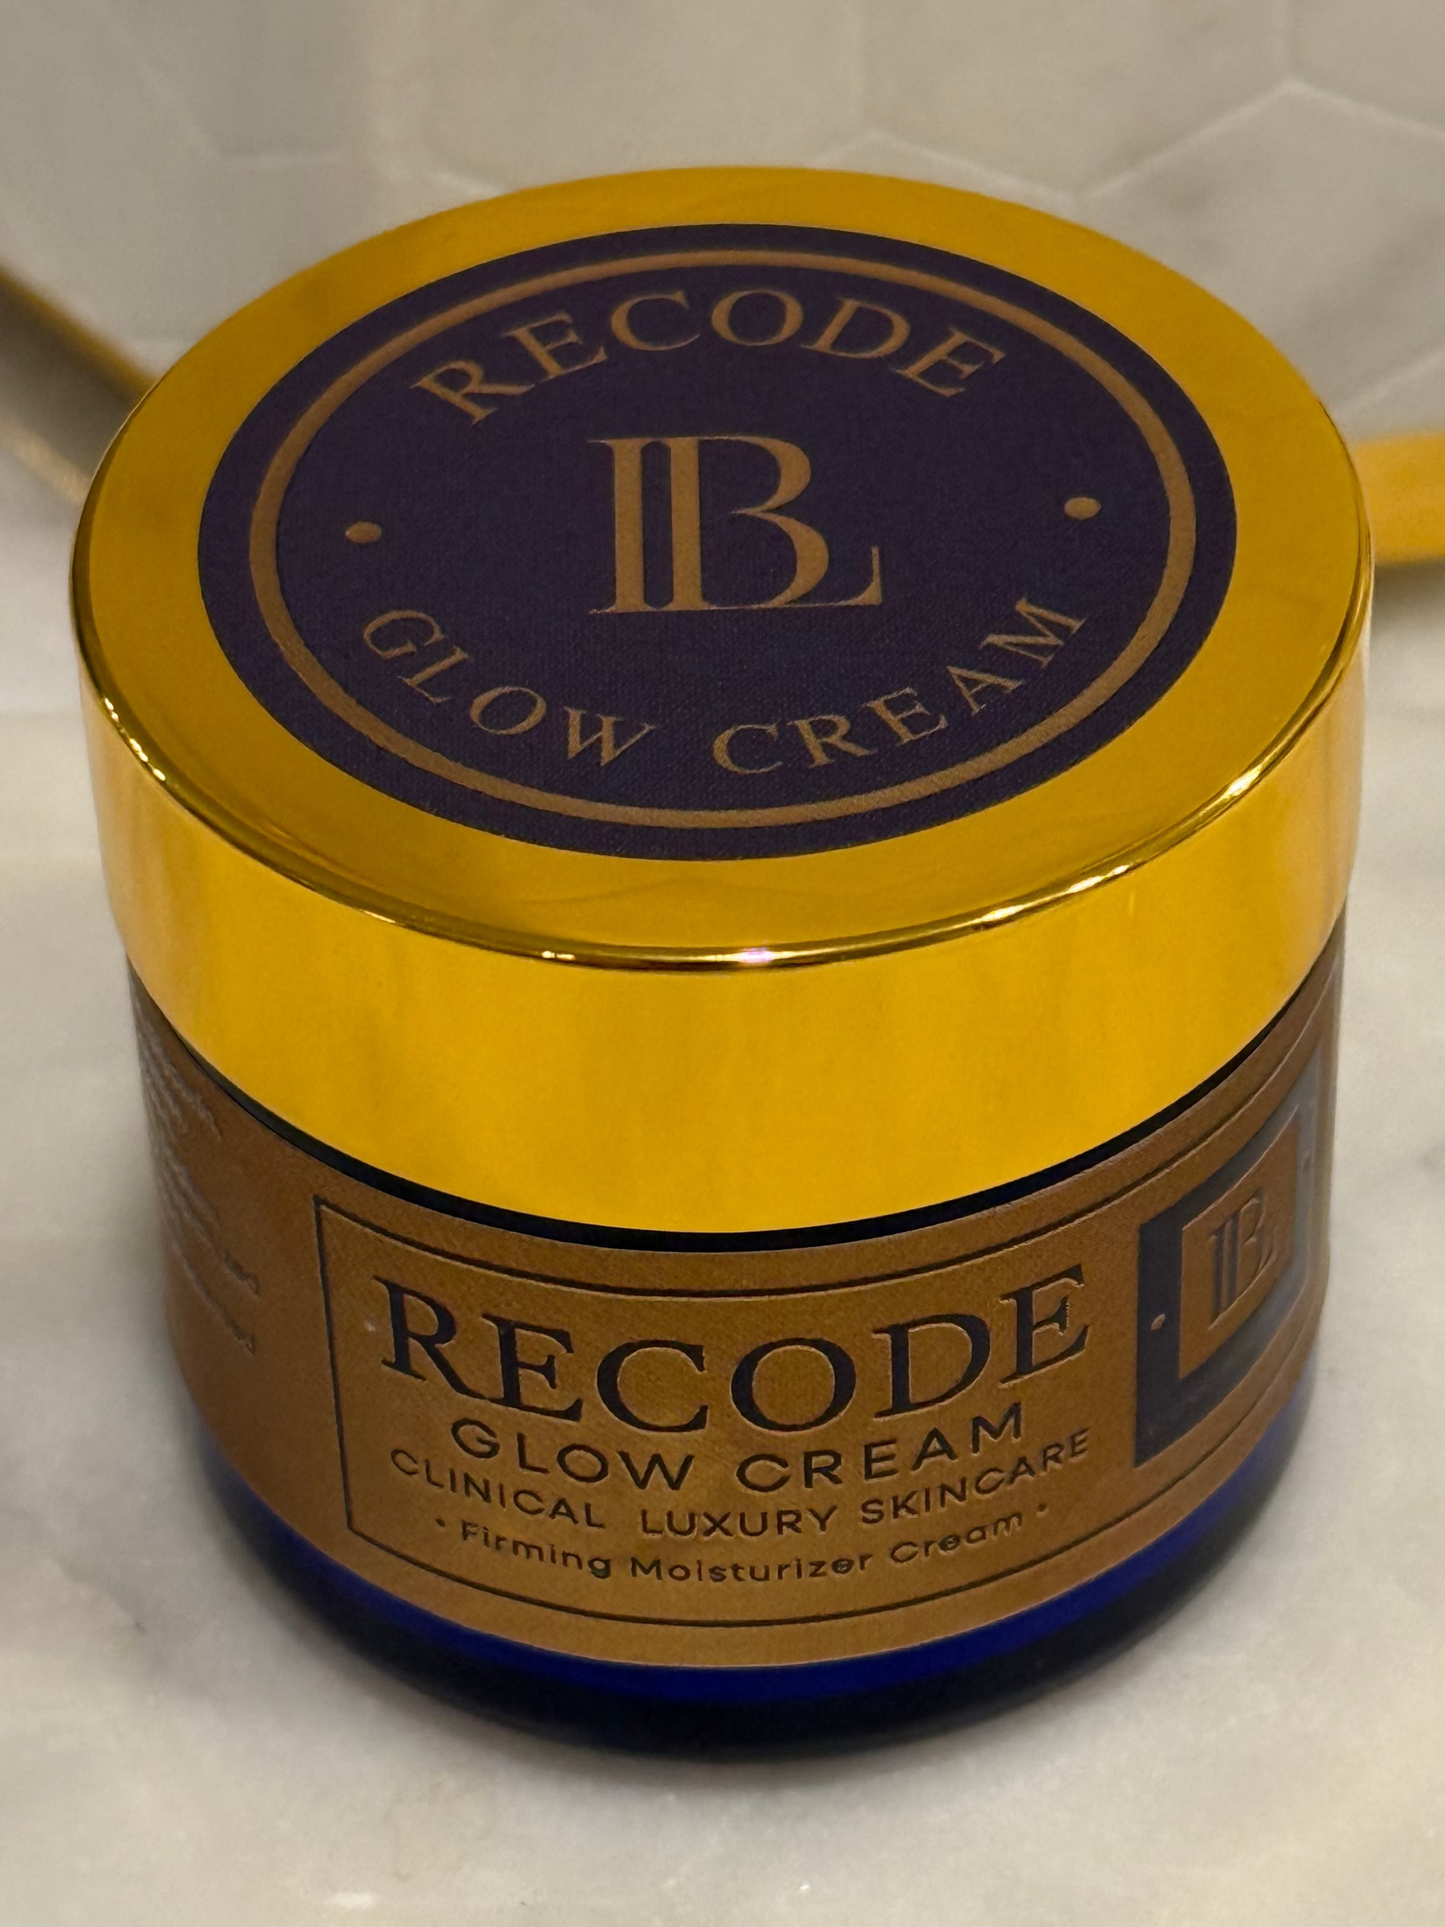 RECODE
BL
GLOW CREAM
RECODE
GLOW CREAM
CLINICAL LUXURY SKINCARE
• Firming Moisturizer Cream •
BL